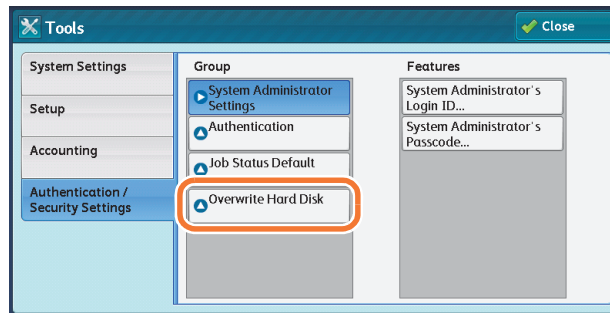 Tools
Close
System Settings
Setup
Accounting
Authentication /
Security Settings
Group
System Administrator
Settings
Authentication
Job Status Default
Overwrite Hard Disk
Features
System Administrator's
Login ID...
System Administrator's
Passcode...